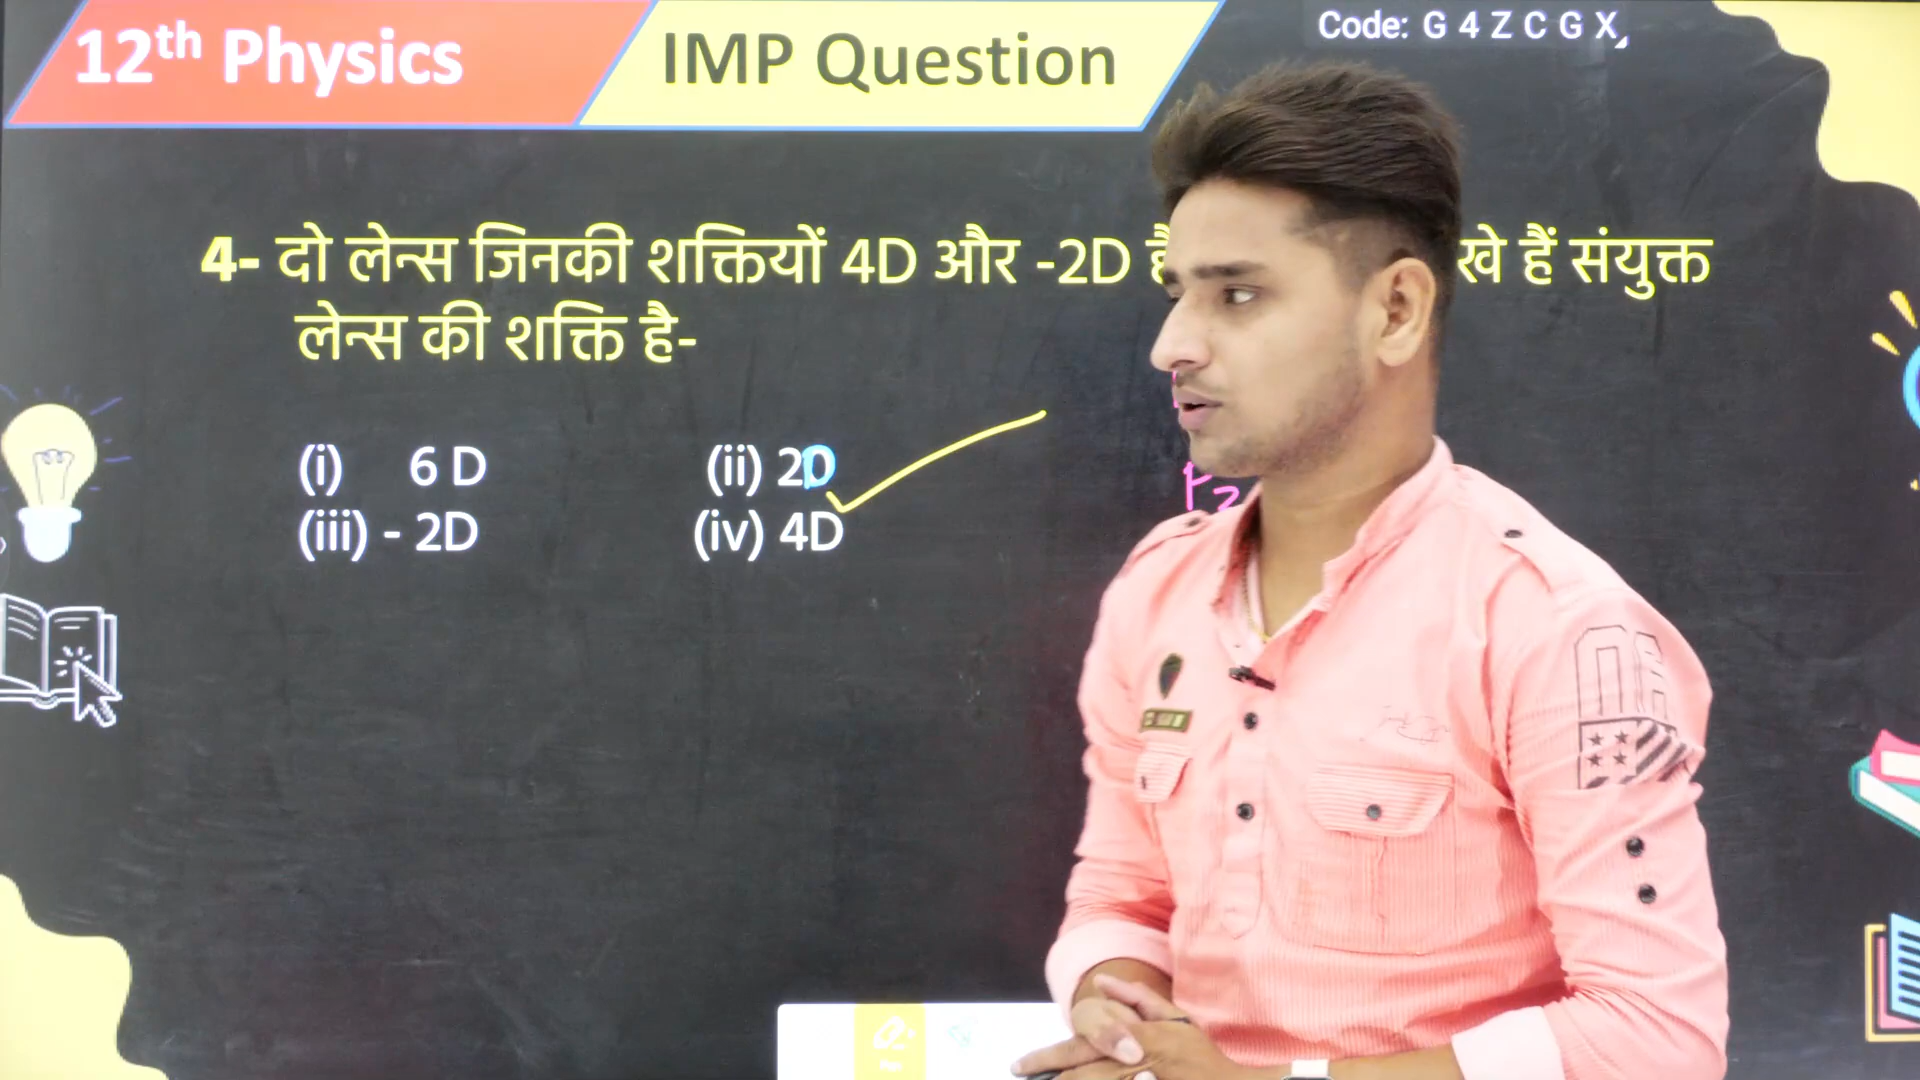 12th Physics
IMP Question
Code: G 4 Z C G X
4- दो लेन्स जिनकी शक्तियों 4D और -2D हैं संयुक्त
लेन्स की शक्ति है-
(i) 6 D
(ii) 2D
(iii) - 2D
(iv) 4D
P2